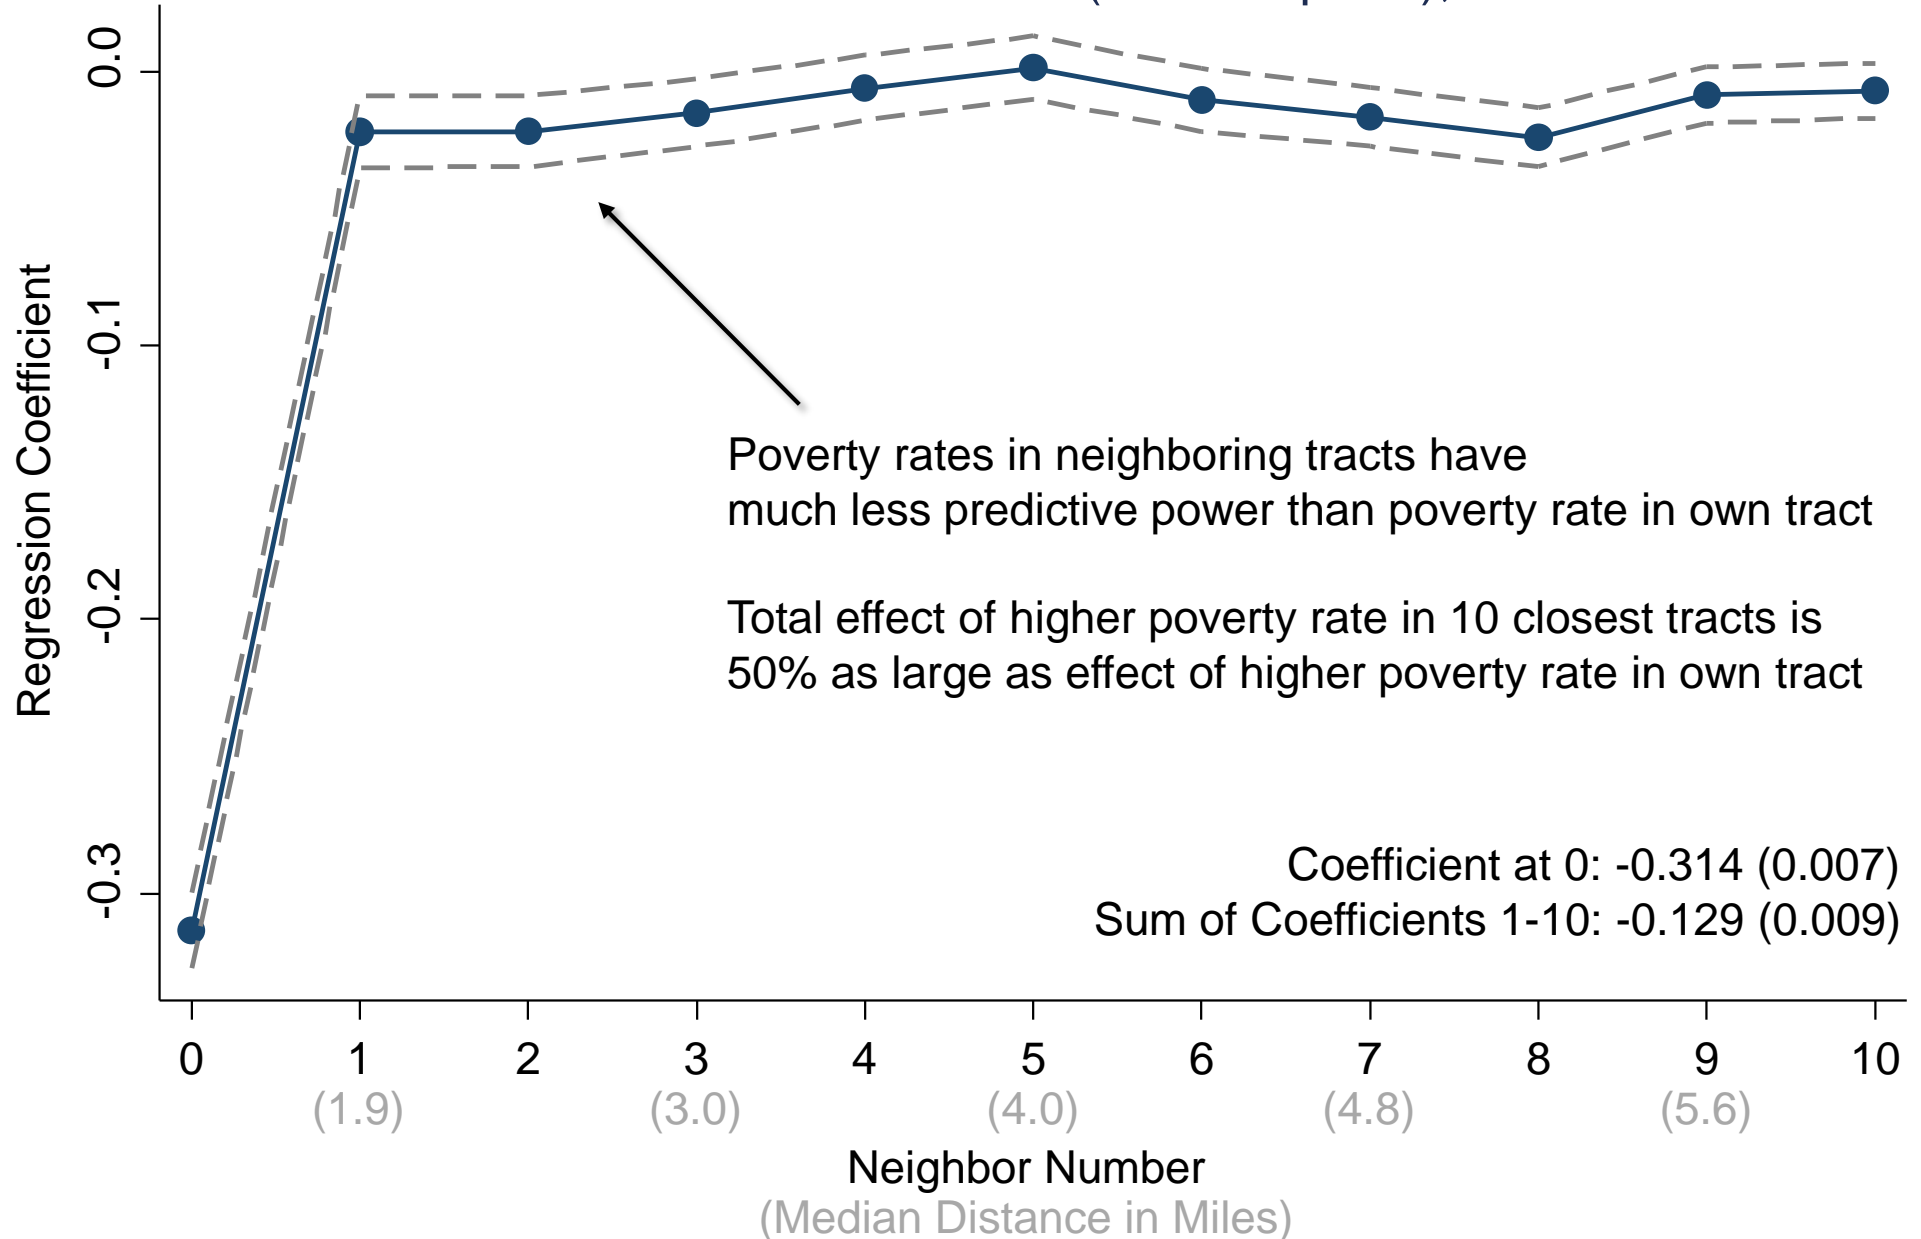 0.0
-0.1
-0.2
-0.3
Regression Coefficient
Poverty rates in neighboring tracts have
much less predictive power than poverty rate in own tract
Total effect of higher poverty rate in 10 closest tracts is
50% as large as effect of higher poverty rate in own tract
Coefficient at 0: -0.314 (0.007)
Sum of Coefficients 1-10: -0.129 (0.009)
0 1 2 3 4 5 6 7 8 9 10
(1.9) (3.0) (4.0) (4.8) (5.6)
Neighbor Number
(Median Distance in Miles)